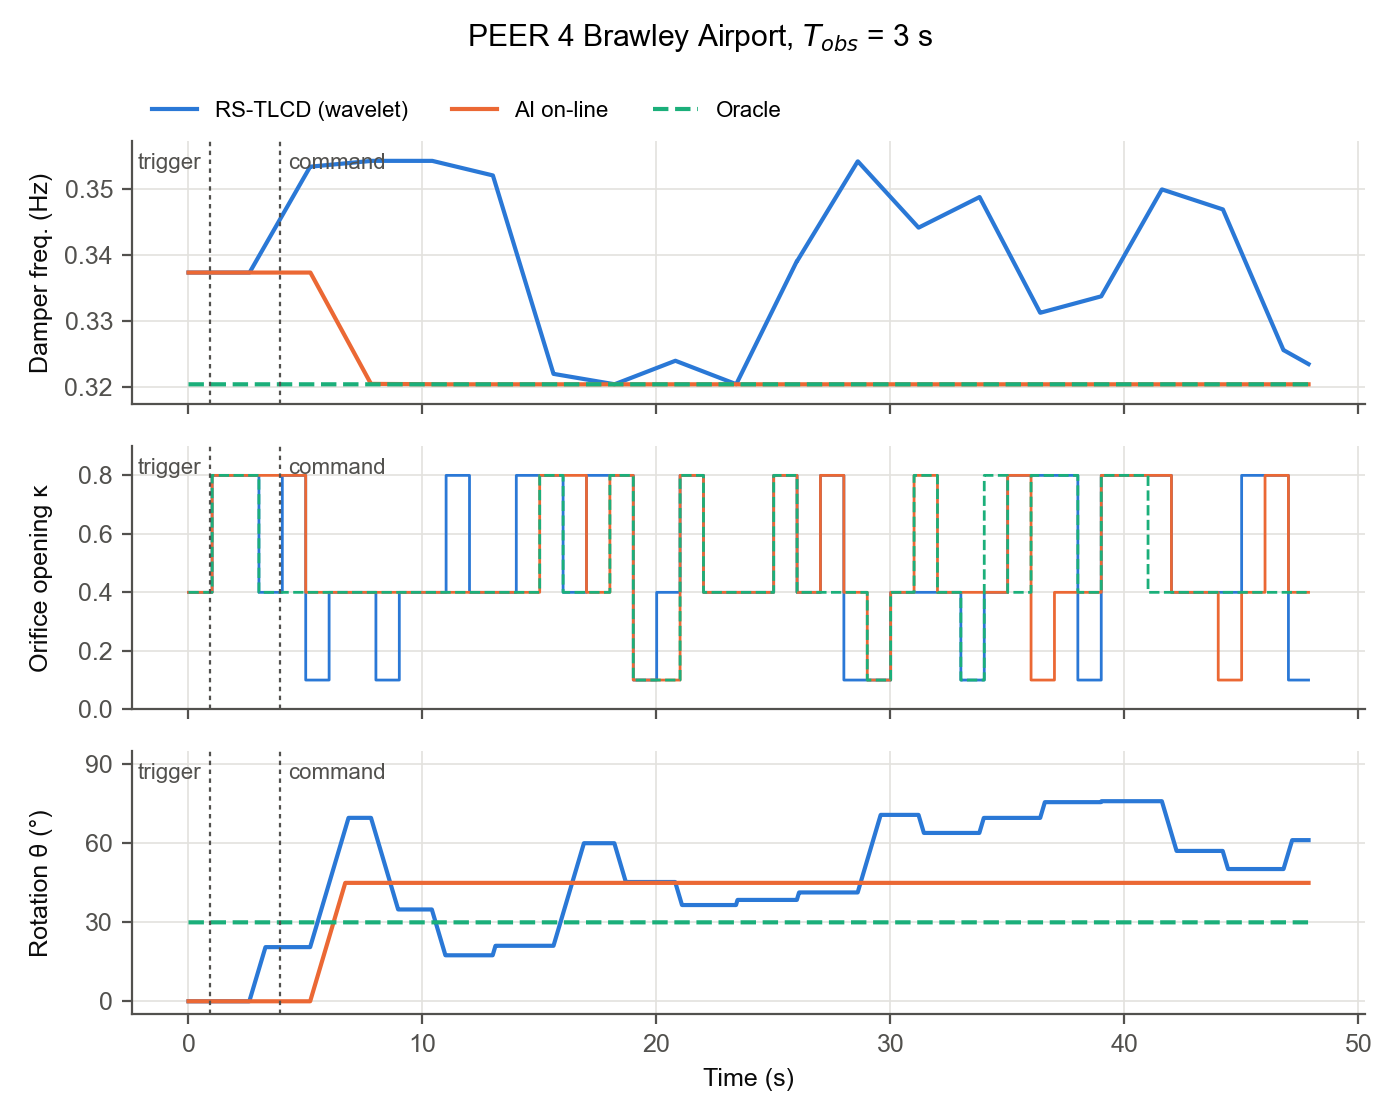 PEER 4 Brawley Airport, T_obs = 3 s
RS-TLCD (wavelet) AI on-line Oracle
trigger command
Damper freq. (Hz)
0.35
0.34
0.33
0.32
trigger command
Orifice opening κ
0.8
0.6
0.4
0.2
0.0
trigger command
Rotation θ (°)
90
60
30
0
0 10 20 30 40 50
Time (s)